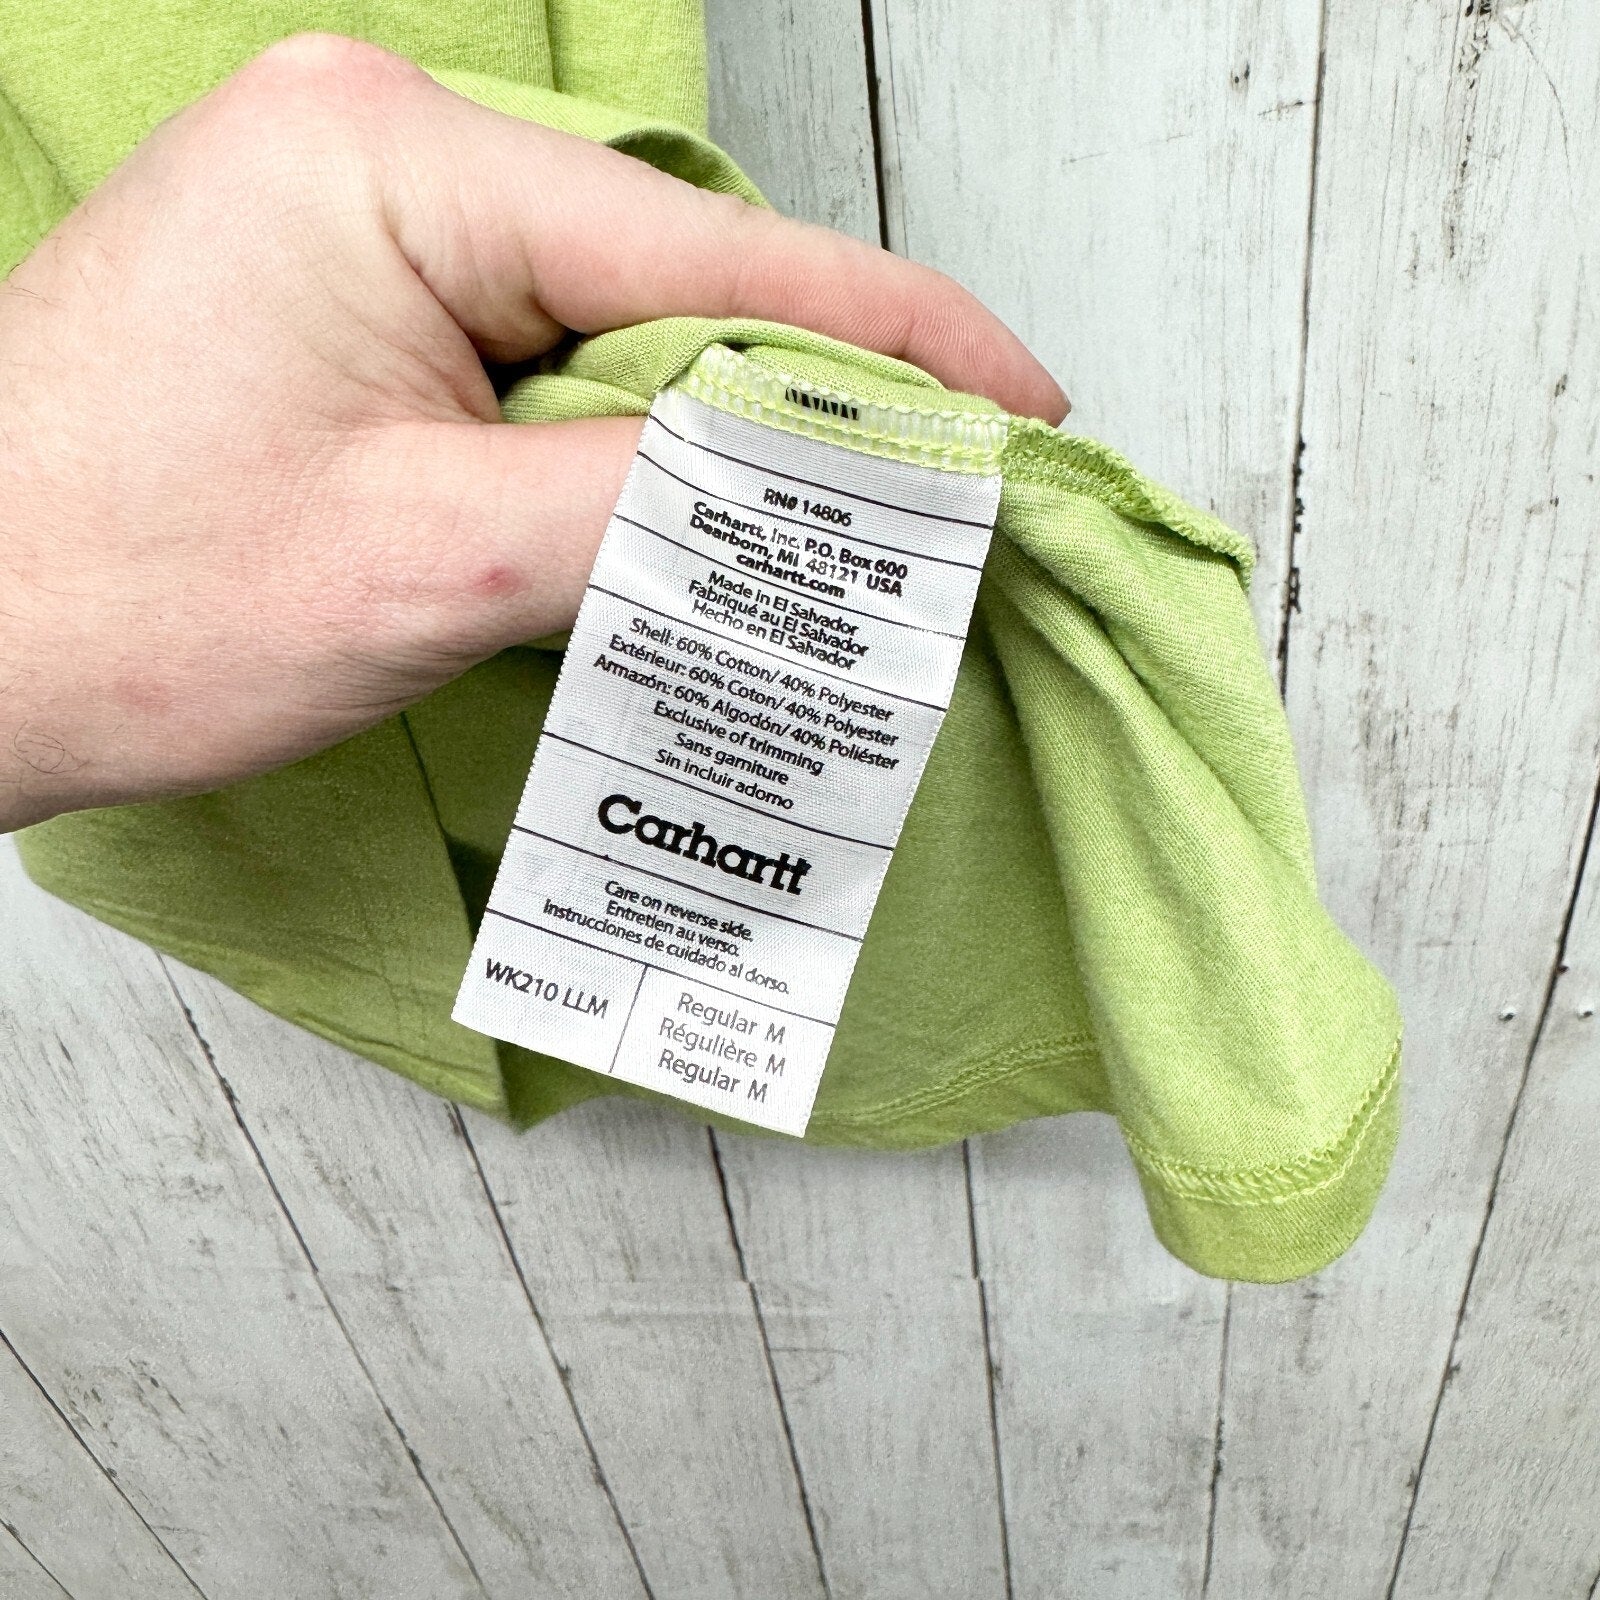 RN# 14806
Carhartt, Inc. P.O. Box 600
Dearborn, MI 48121 USA
carhartt.com
Made in El Salvador
Fabriqué au El Salvador
Hecho en El Salvador
Shell: 60% Cotton/ 40% Polyester
Extérieur: 60% Coton/ 40% Polyester
Armazón: 60% Algodón/ 40% Poliéster
Exclusive of trimming
Sans garniture
Sin incluir adorno
Carhartt
Care on reverse side.
Entretien au verso.
Instrucciones de cuidado al dorso.
WK210 LLM
Regular M
Régulière M
Regular M